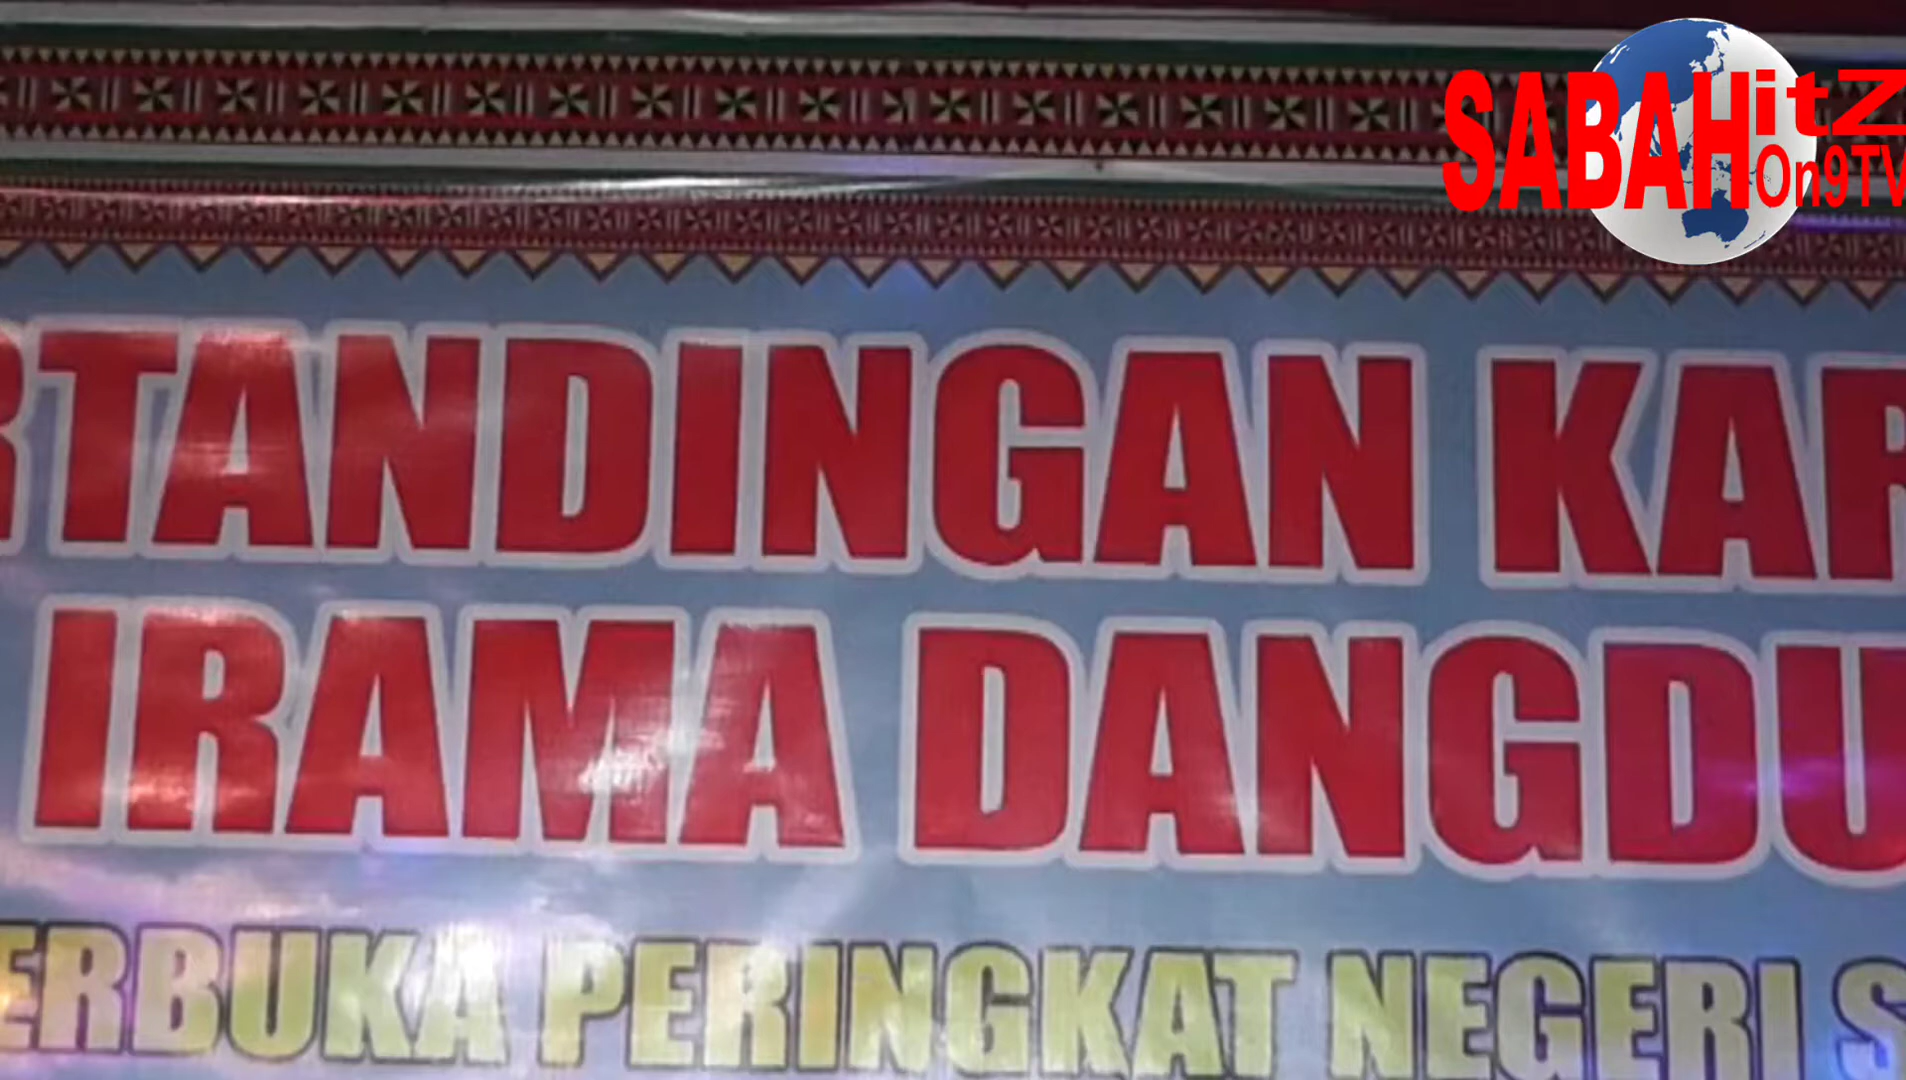 SABAHitZ
On9TV
RTANDINGAN KAR
IRAMA DANGDU
ERBUKA PERINGKAT NEGERI S